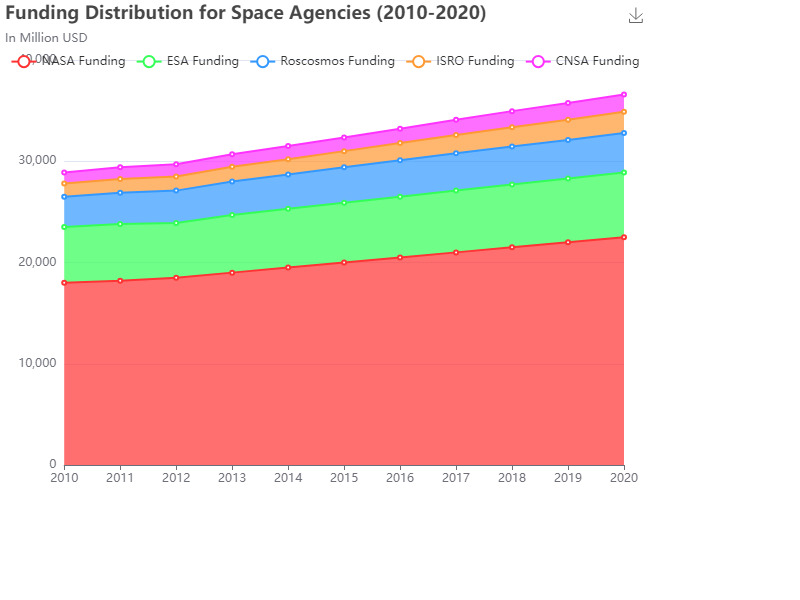 Funding Distribution for Space Agencies (2010-2020)
In Million USD
40,000
NASA Funding
ESA Funding
Roscosmos Funding
ISRO Funding
CNSA Funding
30,000
20,000
10,000
0
2010 2011 2012 2013 2014 2015 2016 2017 2018 2019 2020